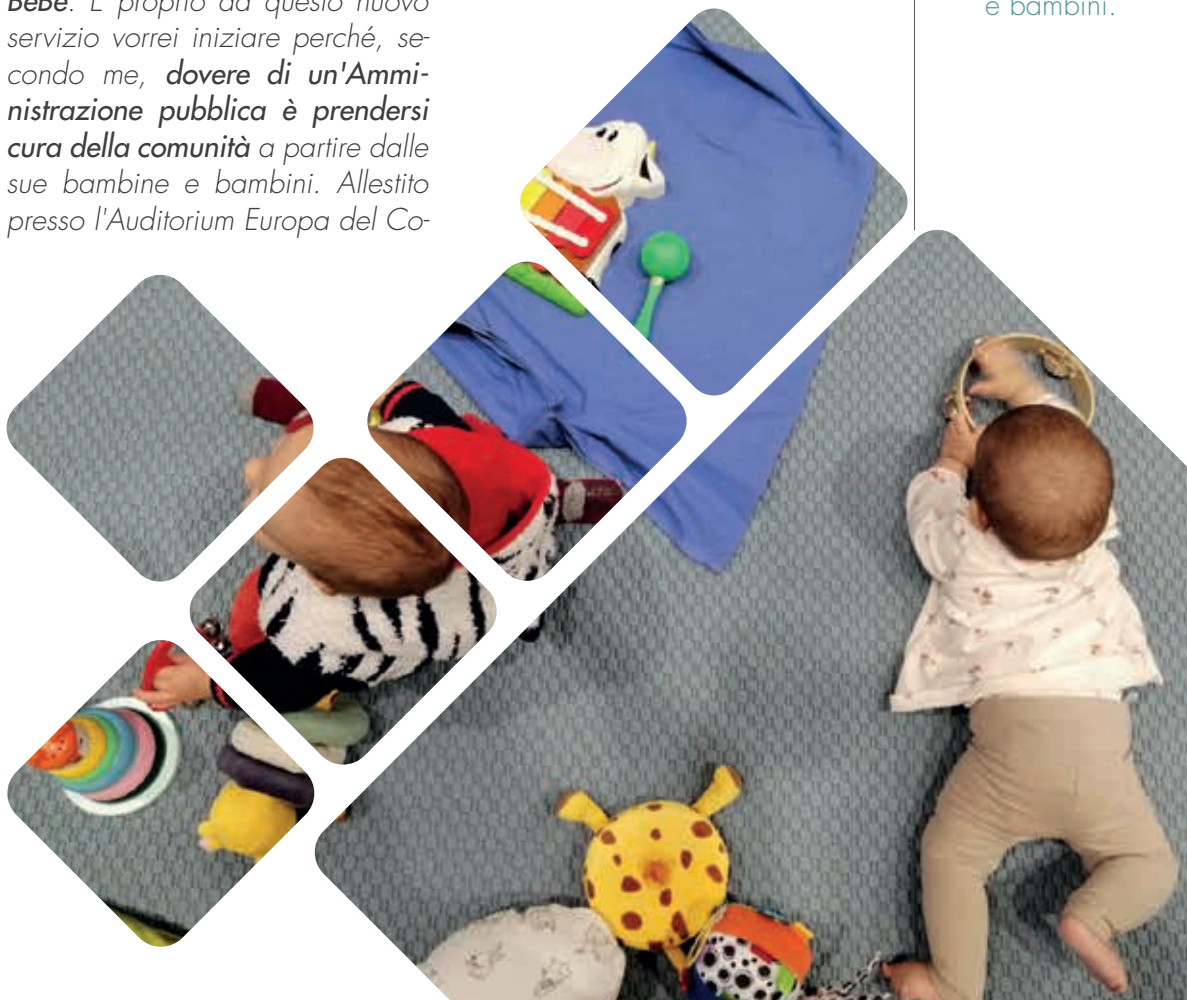 BeBè. È proprio da questo nuovo
servizio vorrei iniziare perché, se-
condo me, dovere di un'Ammi-
nistrazione pubblica è prendersi
cura della comunità a partire dalle
sue bambine e bambini. Allestito
presso l'Auditorium Europa del Co-
e bambini.